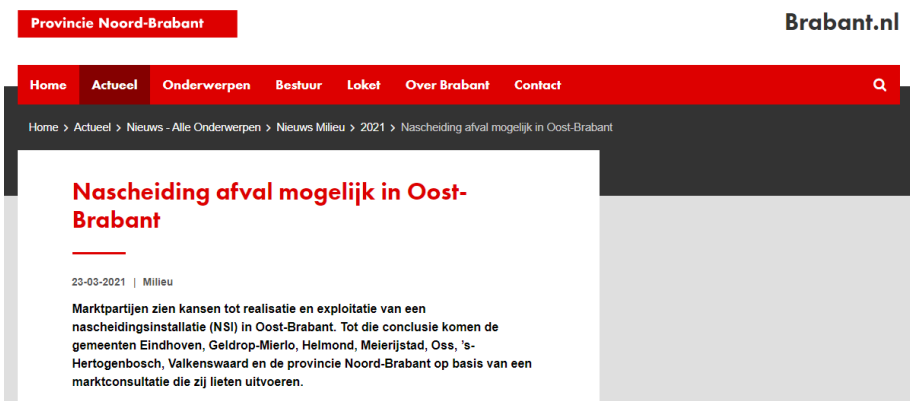 Provincie Noord-Brabant
Brabant.nl
Home Actueel Onderwerpen Bestuur Loket Over Brabant Contact
Home > Actueel > Nieuws - Alle Onderwerpen > Nieuws Milieu > 2021 > Nascheiding afval mogelijk in Oost-Brabant
Nascheiding afval mogelijk in Oost-
Brabant
23-03-2021 | Milieu
Marktpartijen zien kansen tot realisatie en exploitatie van een
nascheidingsinstallatie (NSI) in Oost-Brabant. Tot die conclusie komen de
gemeenten Eindhoven, Geldrop-Mierlo, Helmond, Meierijstad, Oss, 's-
Hertogenbosch, Valkenswaard en de provincie Noord-Brabant op basis van een
marktconsultatie die zij lieten uitvoeren.